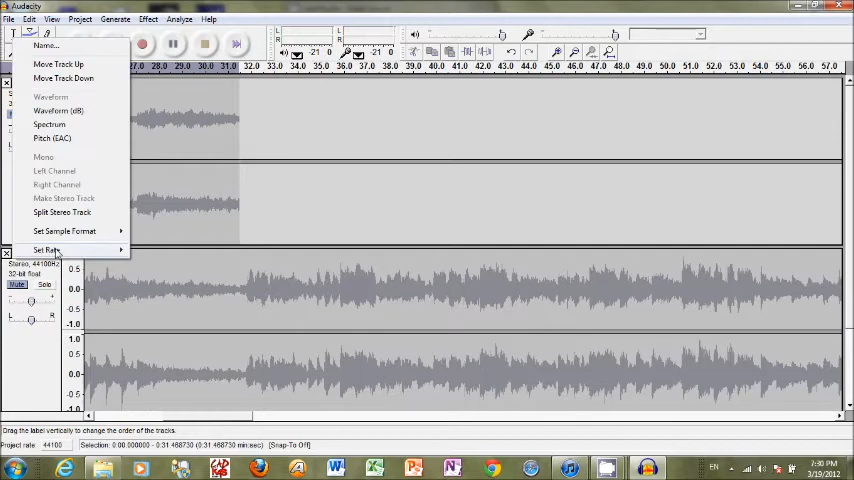 Audacity
File Edit View Project Generate Effect Analyze Help
Name...
Move Track Up
Move Track Down
Waveform
Waveform (dB)
Spectrum
Pitch (EAC)
Mono
Left Channel
Right Channel
Make Stereo Track
Split Stereo Track
Set Sample Format
Set Rate
L
R
-21 0
L
R
-21 0
27.0 28.0 29.0 30.0 31.0 32.0 33.0 34.0 35.0 36.0 37.0 38.0 39.0 40.0 41.0 42.0 43.0 44.0 45.0 46.0 47.0 48.0 49.0 50.0 51.0 52.0 53.0 54.0 55.0 56.0 57.0
Stereo, 44100Hz
32-bit float
Mute Solo
- +
L R
0.5
0.0
-0.5
-1.0
1.0
0.5
0.0
-0.5
-1.0
Drag the label vertically to change the order of the tracks.
Project rate: 44100 Selection: 0:00.000000 - 0:31.468730 (0:31.468730 min:sec) [Snap-To Off]
EN
7:30 PM
3/19/2012